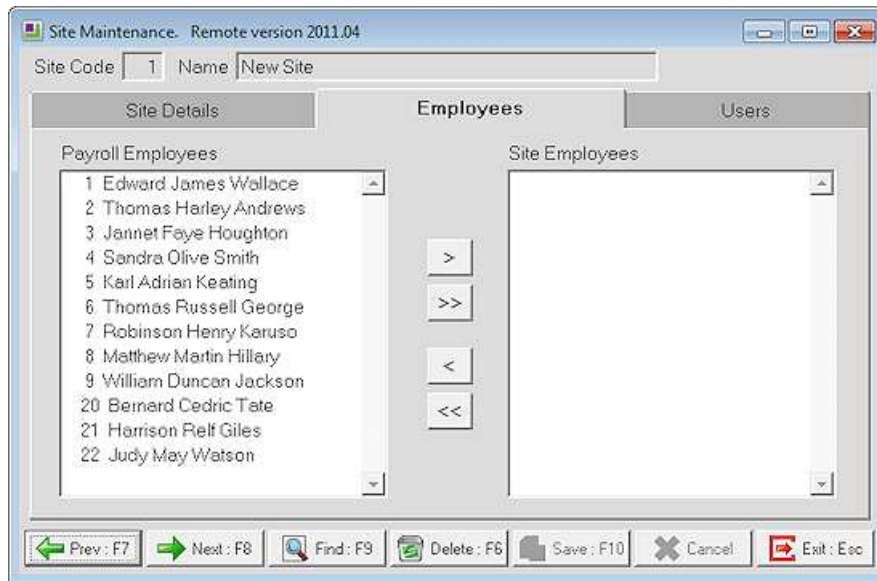 Site Maintenance. Remote version 2011.04
Site Code 1 Name New Site
Site Details Employees Users
Payroll Employees Site Employees
1 Edward James Wallace
2 Thomas Harley Andrews
3 Jannet Faye Houghton
4 Sandra Olive Smith
5 Karl Adrian Keating
6 Thomas Russell George
7 Robinson Henry Karuso
8 Matthew Martin Hillary
9 William Duncan Jackson
20 Bernard Cedric Tate
21 Harrison Relf Giles
22 Judy May Watson
>
>>
<
<<
Prev : F7 Next : F8 Find : F9 Delete : F6 Save : F10 Cancel Exit : Esc